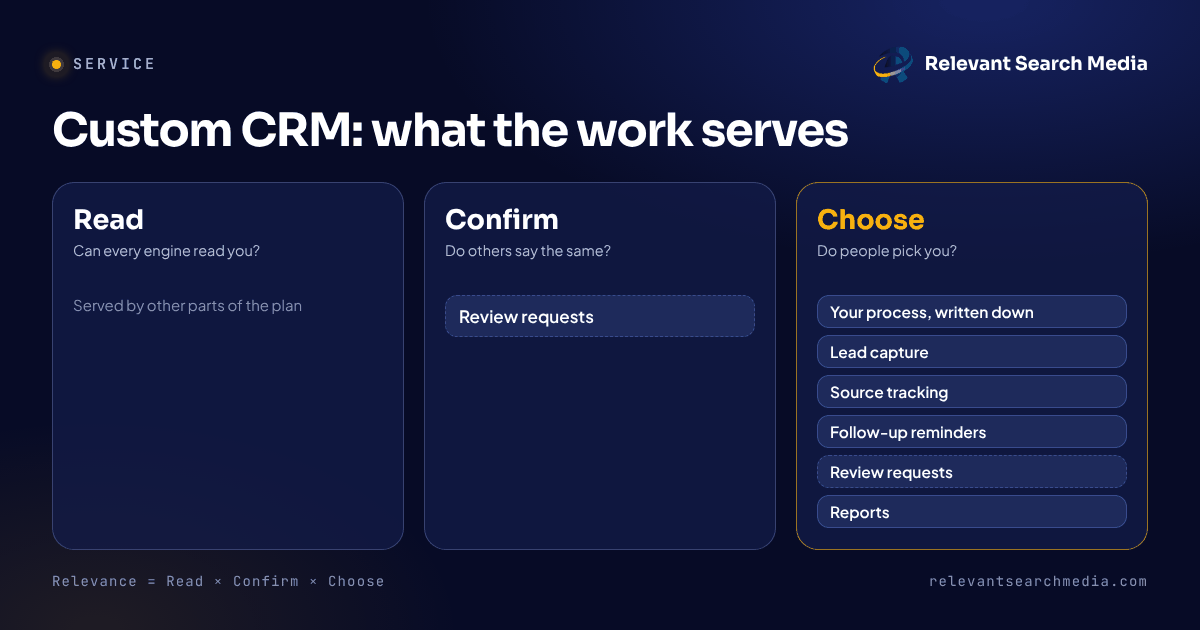 SERVICE
Relevant Search Media
Custom CRM: what the work serves
Read
Can every engine read you?
Served by other parts of the plan
Confirm
Do others say the same?
Review requests
Choose
Do people pick you?
Your process, written down
Lead capture
Source tracking
Follow-up reminders
Review requests
Reports
Relevance = Read × Confirm × Choose
relevantsearchmedia.com